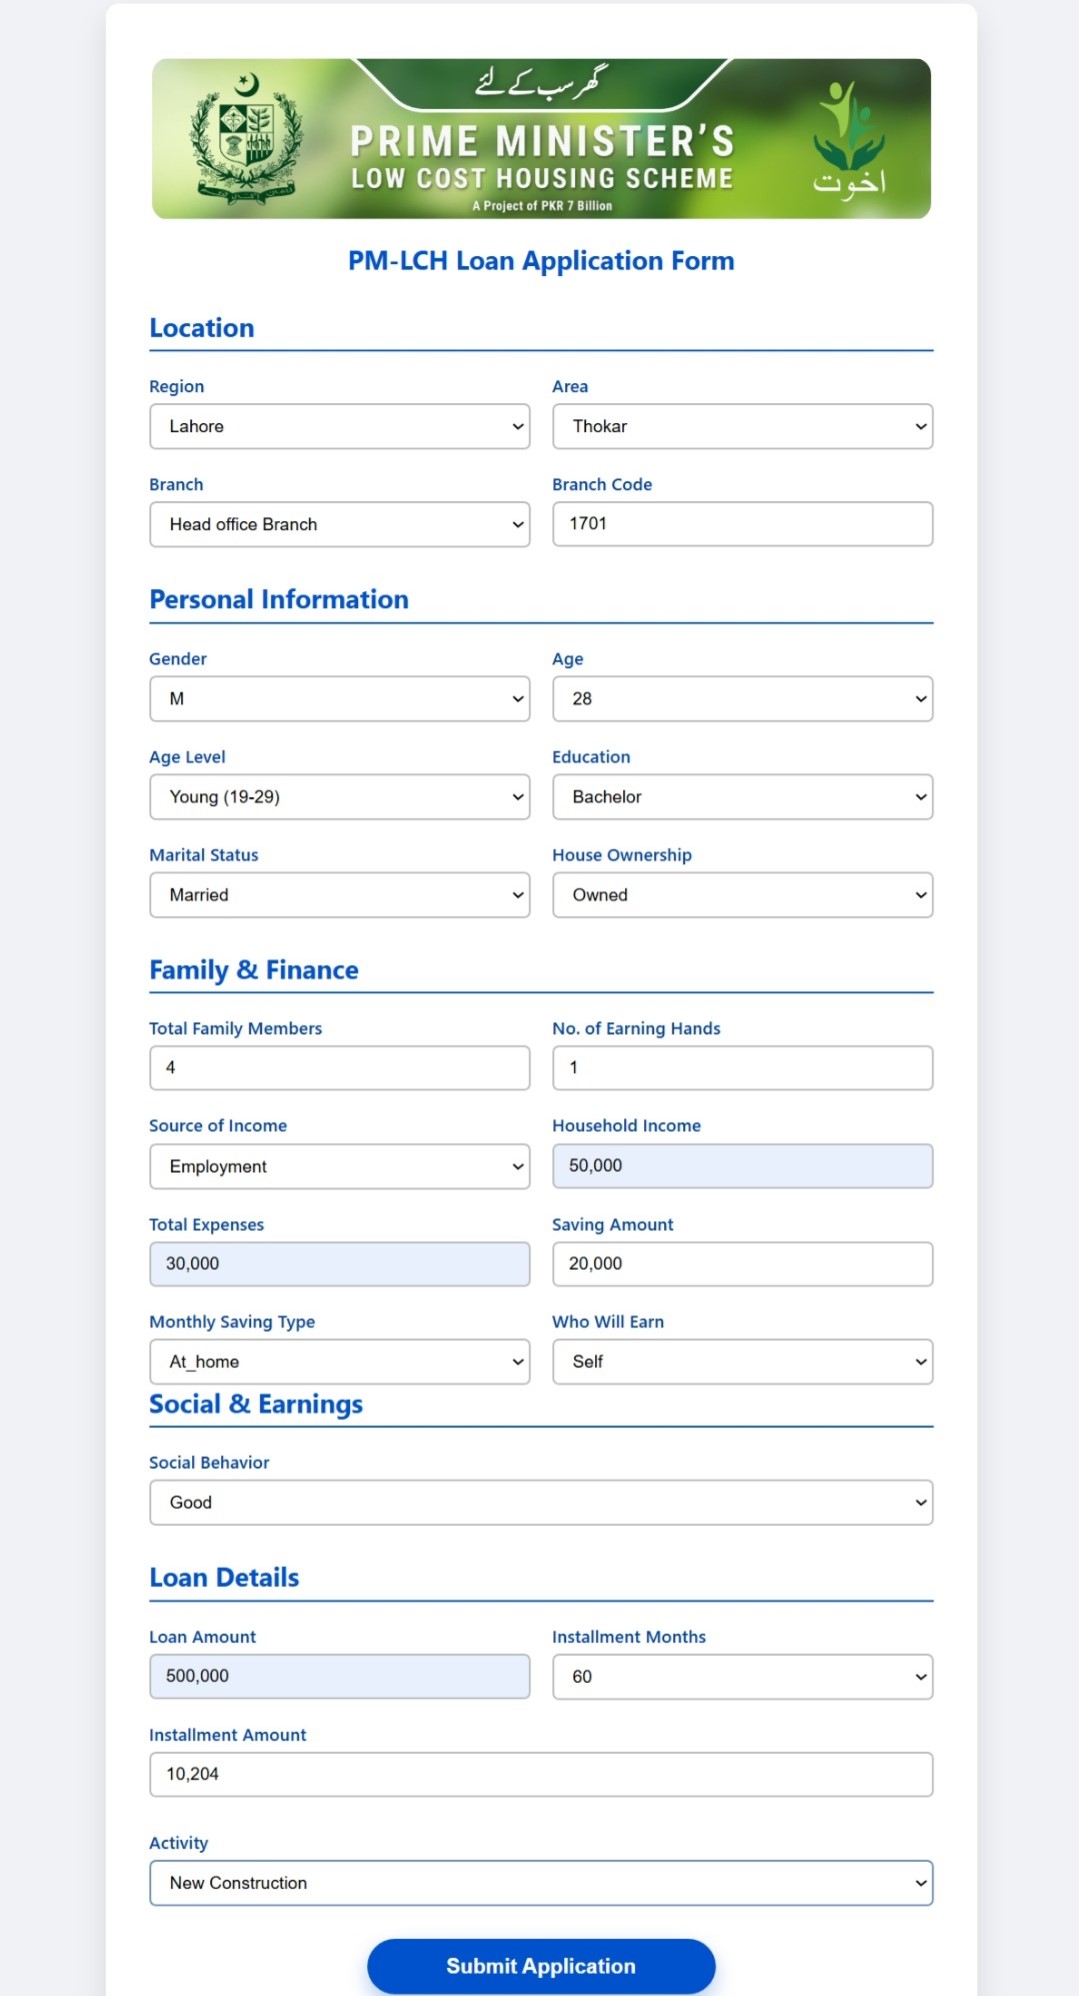 گھر سب کے لئے
PRIME MINISTER'S
LOW COST HOUSING SCHEME
A Project of PKR 7 Billion
اخوت
PM-LCH Loan Application Form
Location
Region Area
Lahore Thokar
Branch Branch Code
Head office Branch 1701
Personal Information
Gender Age
M 28
Age Level Education
Young (19-29) Bachelor
Marital Status House Ownership
Married Owned
Family & Finance
Total Family Members No. of Earning Hands
4 1
Source of Income Household Income
Employment 50,000
Total Expenses Saving Amount
30,000 20,000
Monthly Saving Type Who Will Earn
At_home Self
Social & Earnings
Social Behavior
Good
Loan Details
Loan Amount Installment Months
500,000 60
Installment Amount
10,204
Activity
New Construction
Submit Application